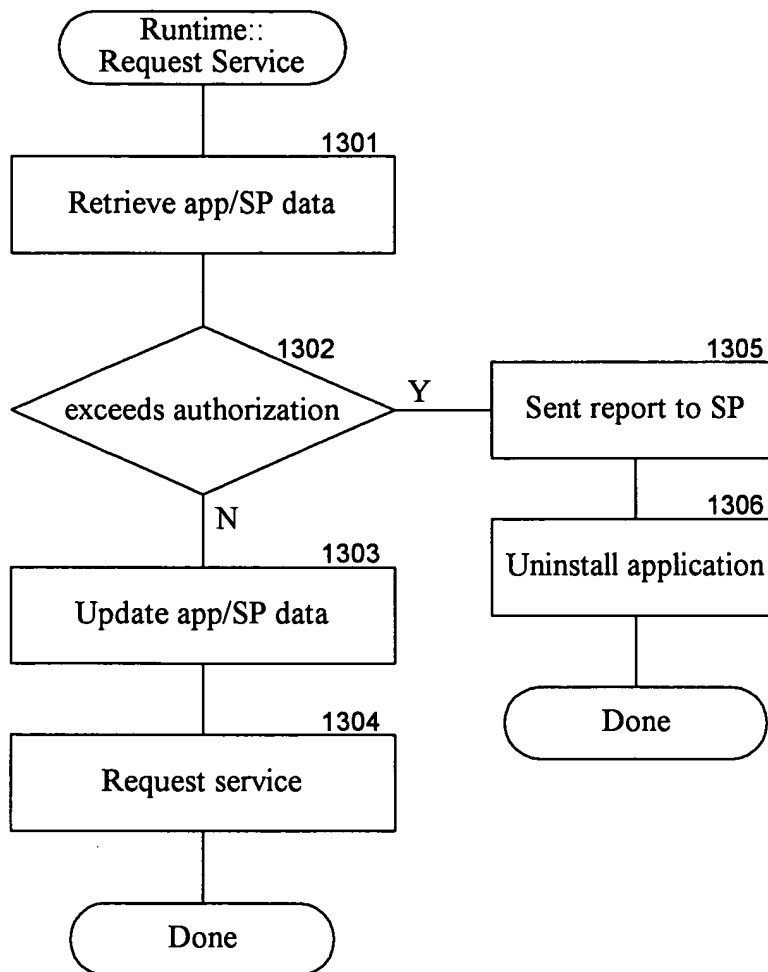 Runtime::
Request Service
1301
Retrieve app/SP data
1302
exceeds authorization
Y
N
1305
Sent report to SP
1306
Uninstall application
Done
1303
Update app/SP data
1304
Request service
Done